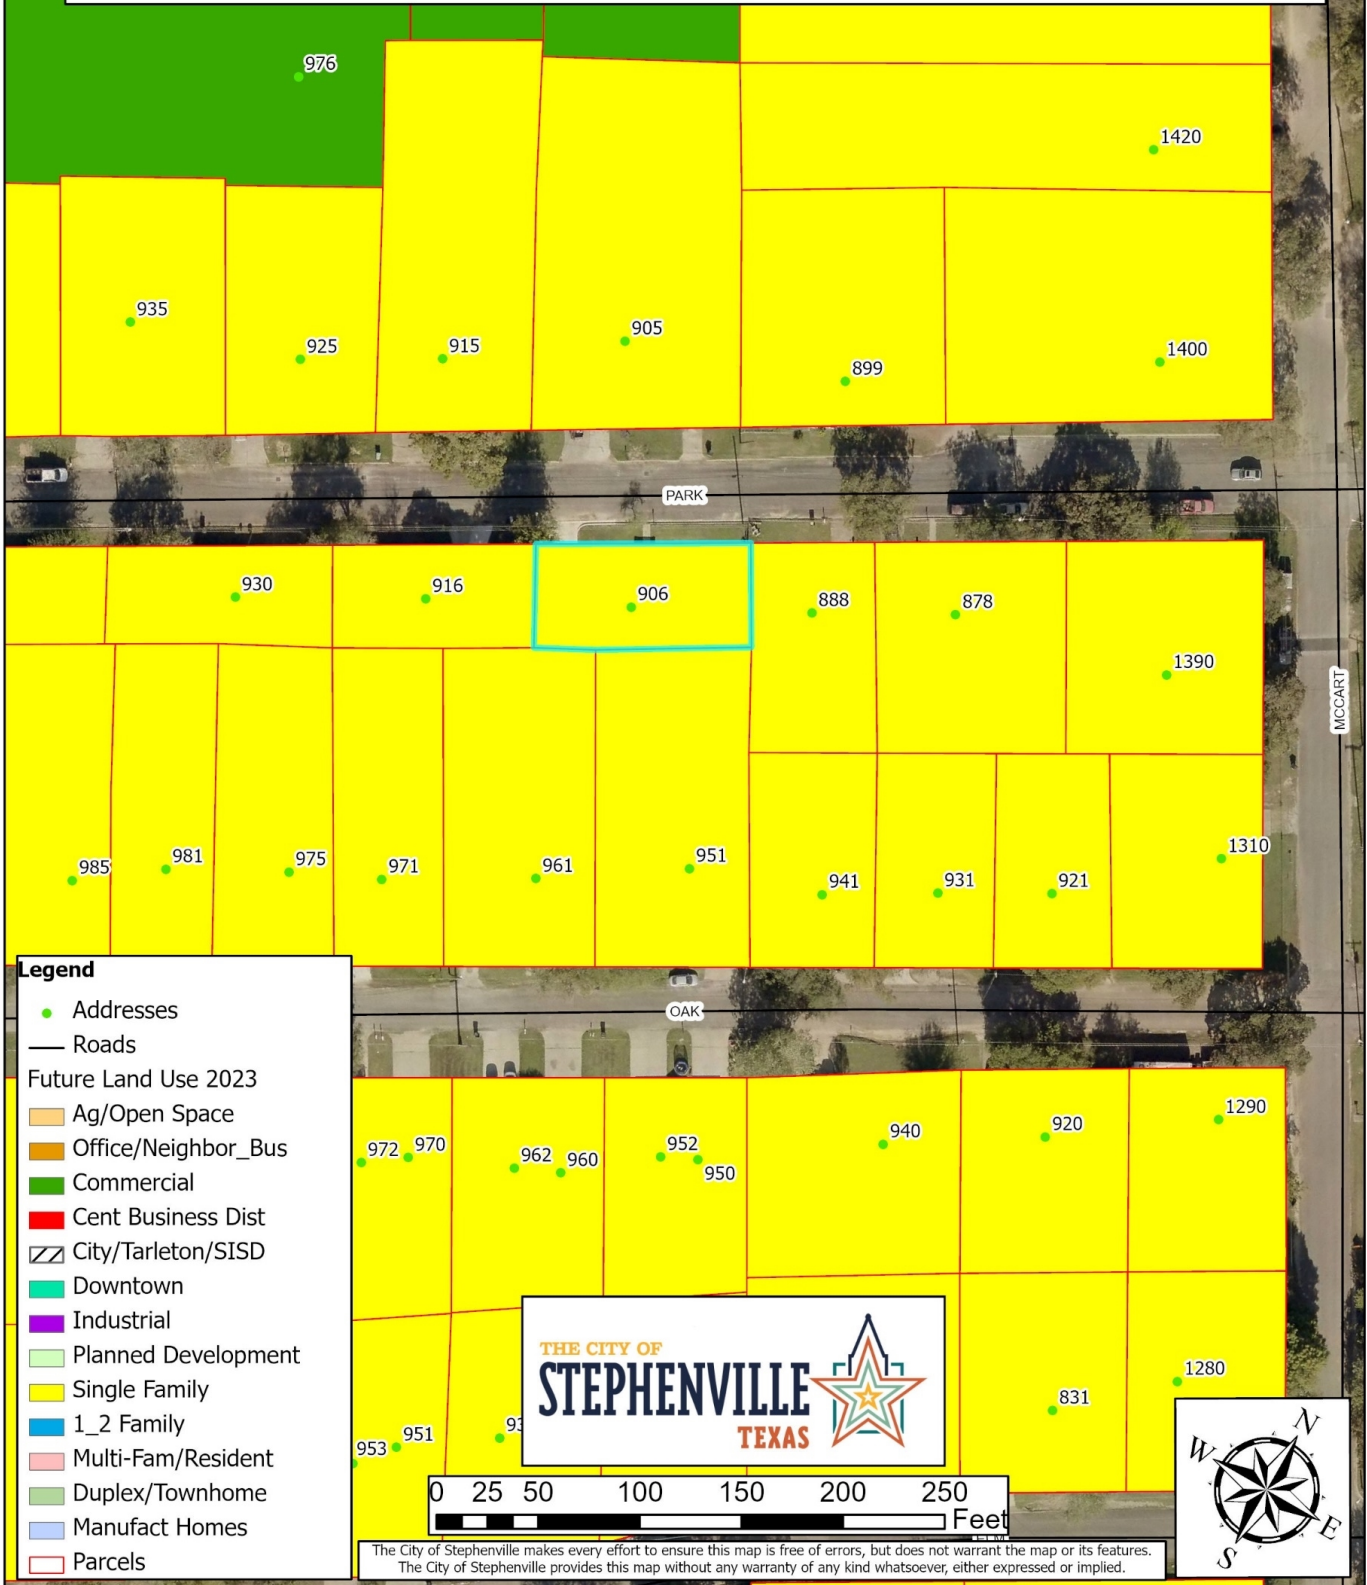 976
1420
935
925
915
905
899
1400
PARK
930
916
906
888
878
1390
MCCART
985
981
975
971
961
951
941
931
921
1310
OAK
972
970
962
960
952
950
940
920
1290
953
951
831
1280
Legend
Addresses
Roads
Future Land Use 2023
Ag/Open Space
Office/Neighbor_Bus
Commercial
Cent Business Dist
City/Tarleton/SISD
Downtown
Industrial
Planned Development
Single Family
1_2 Family
Multi-Fam/Resident
Duplex/Townhome
Manufact Homes
Parcels
THE CITY OF
STEPHENVILLE
TEXAS
0 25 50 100 150 200 250
Feet
N
W
E
S
The City of Stephenville makes every effort to ensure this map is free of errors, but does not warrant the map or its features.
The City of Stephenville provides this map without any warranty of any kind whatsoever, either expressed or implied.